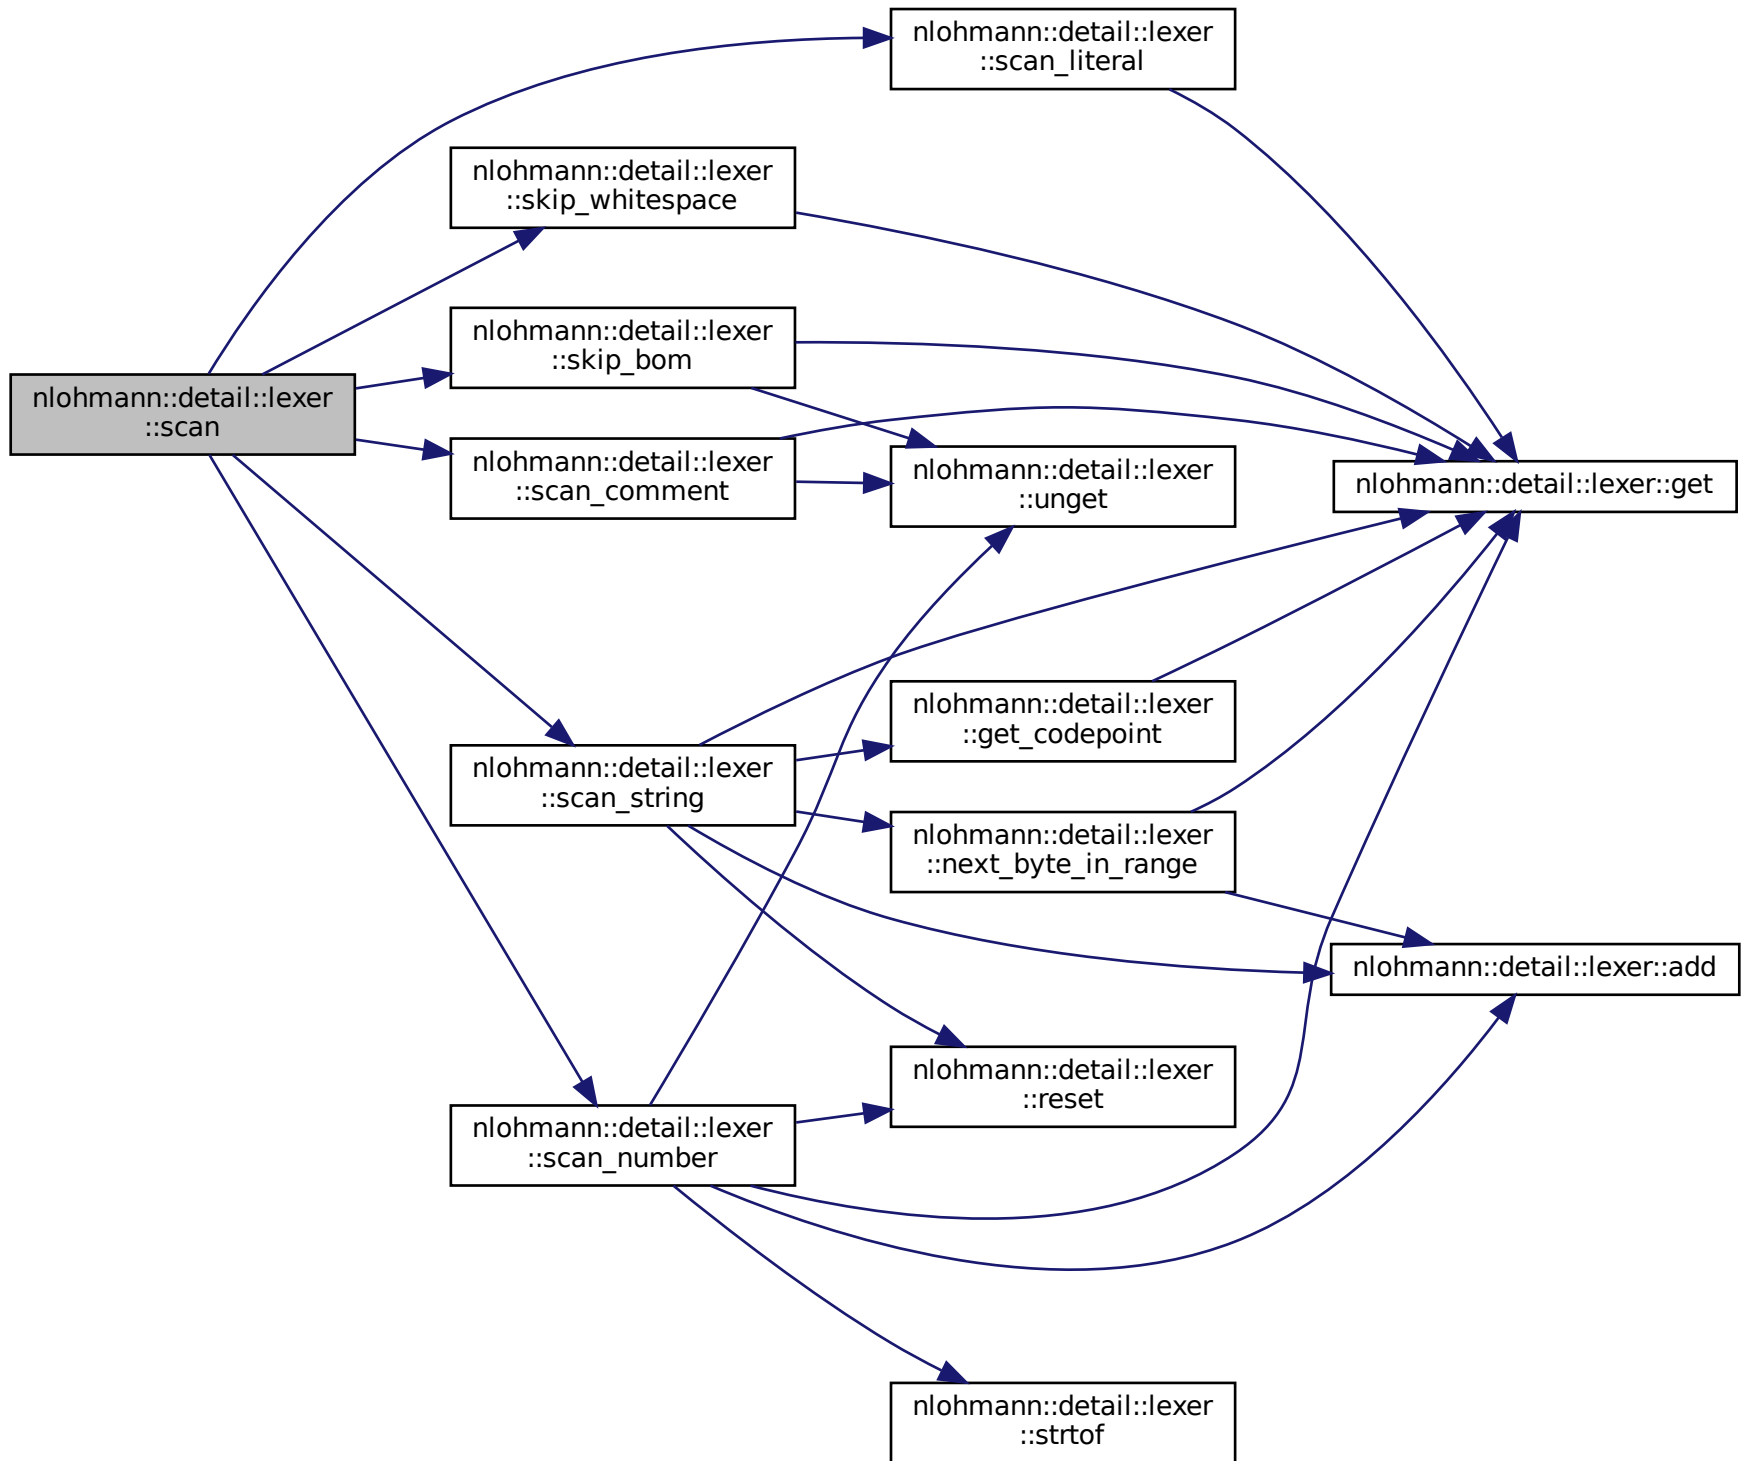 nlohmann::detail::lexer
::scan_literal
nlohmann::detail::lexer
::skip_whitespace
nlohmann::detail::lexer
::skip_bom
nlohmann::detail::lexer
::scan
nlohmann::detail::lexer
::scan_comment
nlohmann::detail::lexer
::unget
nlohmann::detail::lexer::get
nlohmann::detail::lexer
::get_codepoint
nlohmann::detail::lexer
::scan_string
nlohmann::detail::lexer
::next_byte_in_range
nlohmann::detail::lexer::add
nlohmann::detail::lexer
::reset
nlohmann::detail::lexer
::scan_number
nlohmann::detail::lexer
::strtof